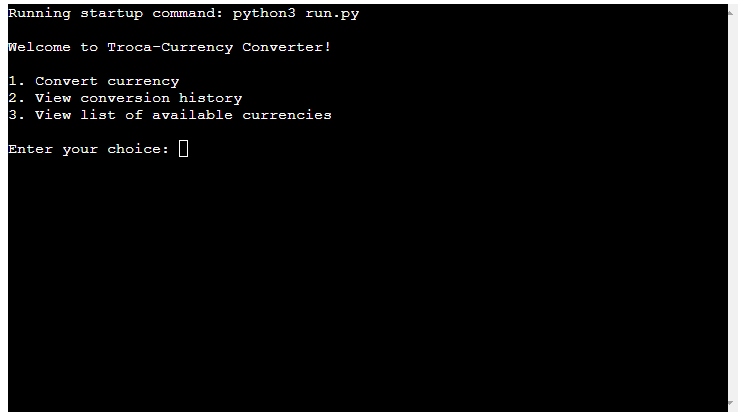 Running startup command: python3 run.py
Welcome to Troca-Currency Converter!
1. Convert currency
2. View conversion history
3. View list of available currencies
Enter your choice: